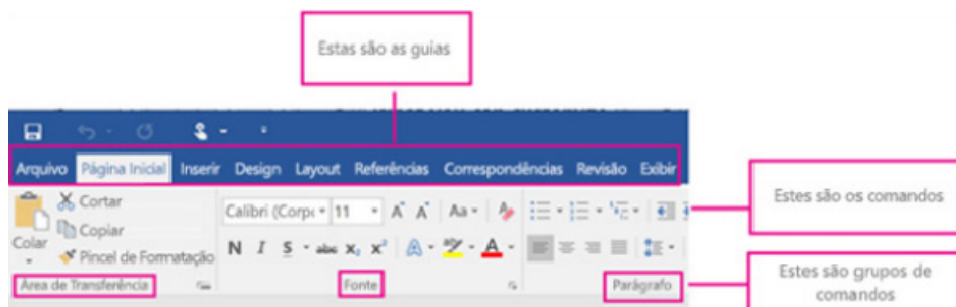 Estas são as guias
Arquivo Página Inicial Inserir Design Layout Referências Correspondências Revisão Exibir
Estes são os comandos
Cortar
Calibri (Corpo 11 A A Aa
Copiar
Colar
N I S abc x₂ x² A aby A
Pincel de Formatação
Área de Transferência Fonte Parágrafo
Estes são grupos de
comandos